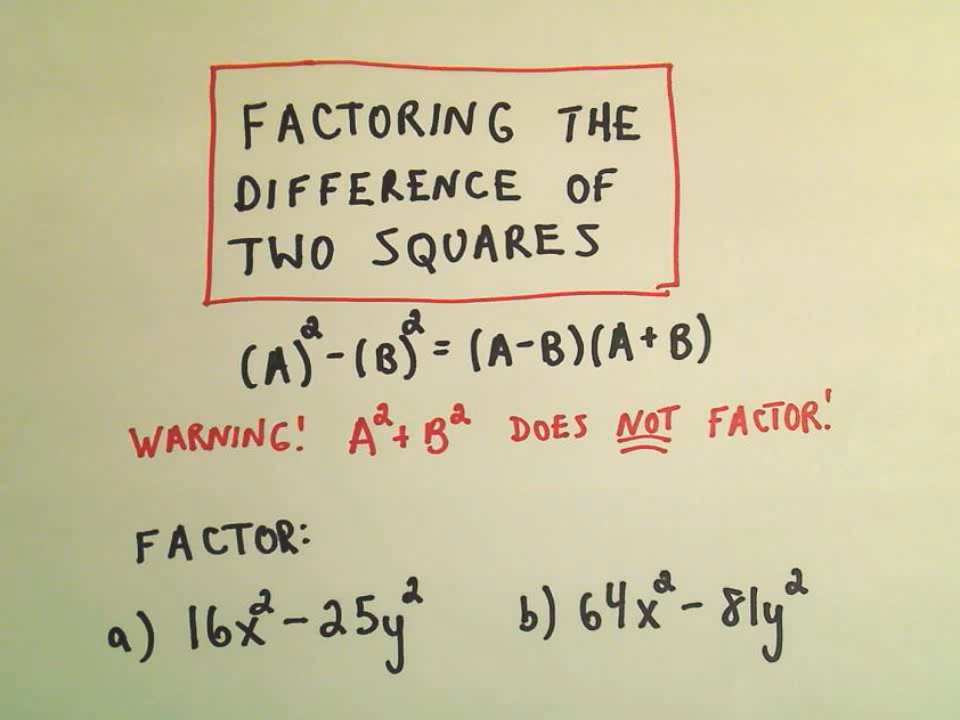 FACTORING THE
DIFFERENCE OF
TWO SQUARES
(A)² - (B)² = (A-B)(A+B)
WARNING! A² + B² DOES NOT FACTOR!
FACTOR:
a) 16x² - 25y² b) 64x² - 81y²